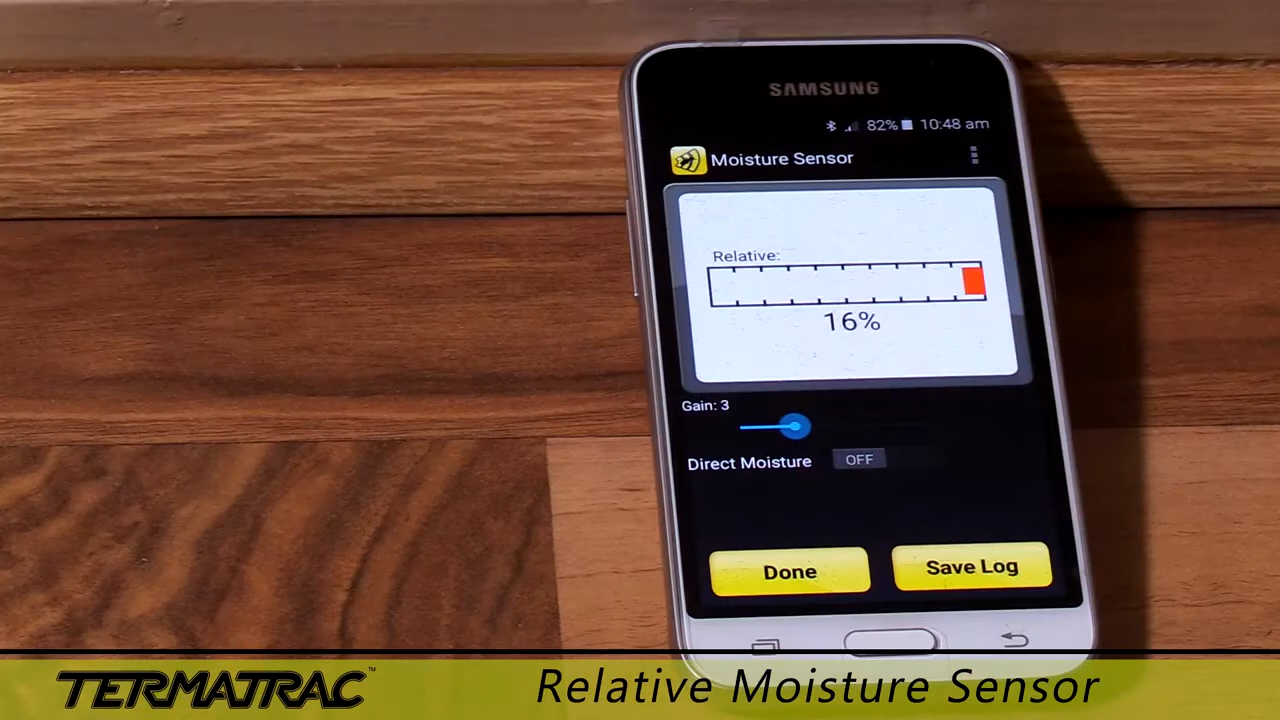 SAMSUNG
82% 10:48 am
Moisture Sensor
Relative:
16%
Gain: 3
Direct Moisture OFF
Done Save Log
TERMATRAC™ Relative Moisture Sensor